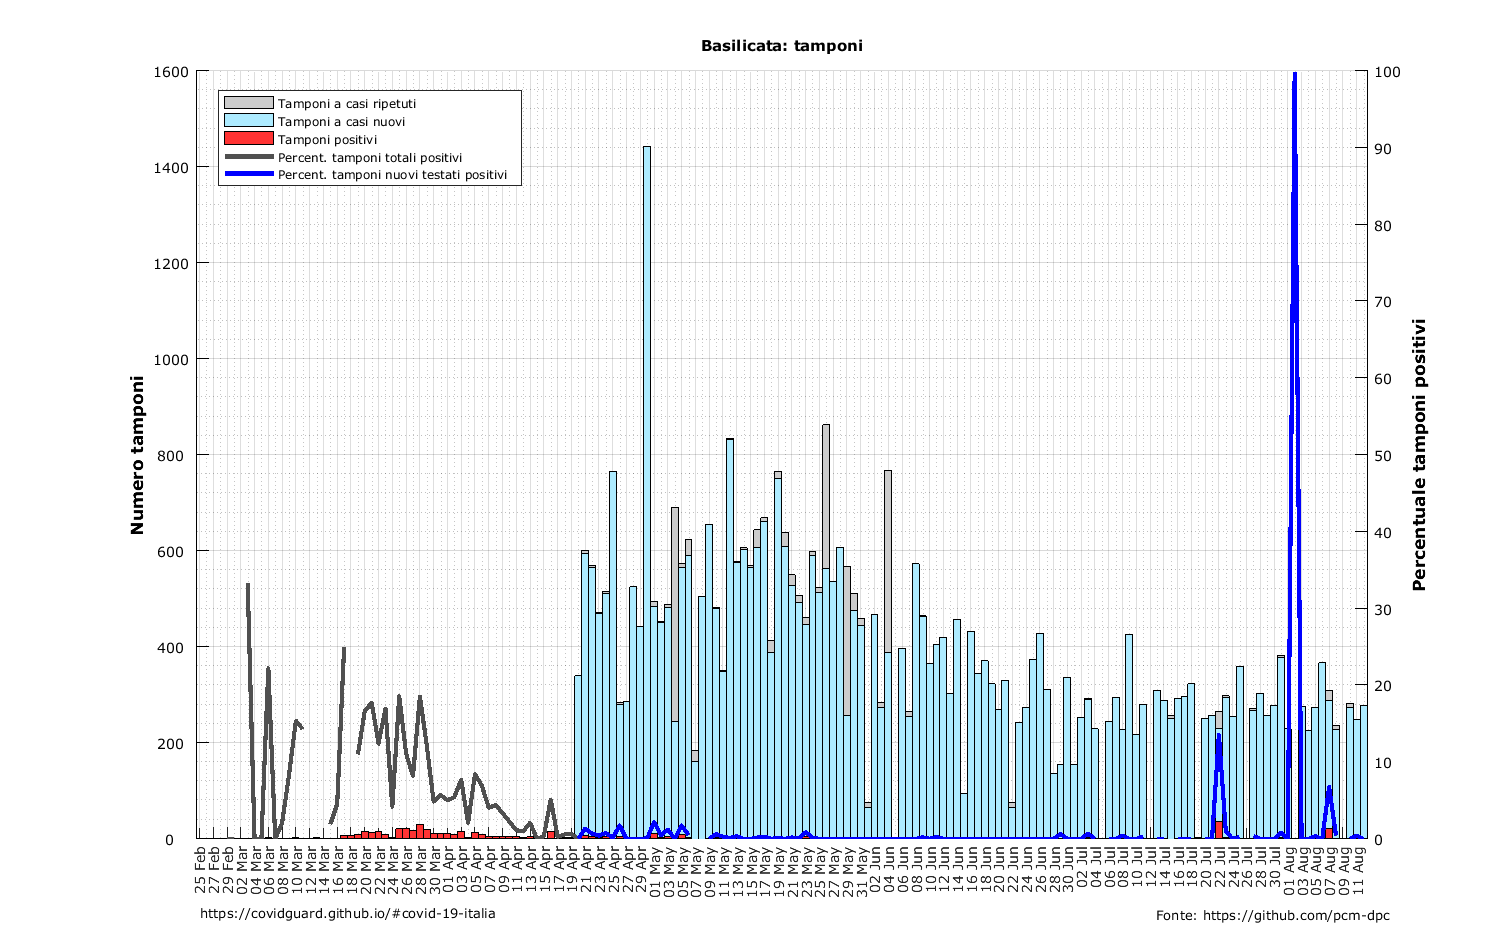 Basilicata: tamponi
Tamponi a casi ripetuti
Tamponi a casi nuovi
Tamponi positivi
Percent. tamponi totali positivi
Percent. tamponi nuovi testati positivi
Numero tamponi
1600
1400
1200
1000
800
600
400
200
0
Percentuale tamponi positivi
100
90
80
70
60
50
40
30
20
10
0
25 Feb
27 Feb
29 Feb
02 Mar
04 Mar
06 Mar
08 Mar
10 Mar
12 Mar
14 Mar
16 Mar
18 Mar
20 Mar
22 Mar
24 Mar
26 Mar
28 Mar
30 Mar
01 Apr
03 Apr
05 Apr
07 Apr
09 Apr
11 Apr
13 Apr
15 Apr
17 Apr
19 Apr
21 Apr
23 Apr
25 Apr
27 Apr
29 Apr
01 May
03 May
05 May
07 May
09 May
11 May
13 May
15 May
17 May
19 May
21 May
23 May
25 May
27 May
29 May
31 May
02 Jun
04 Jun
06 Jun
08 Jun
10 Jun
12 Jun
14 Jun
16 Jun
18 Jun
20 Jun
22 Jun
24 Jun
26 Jun
28 Jun
30 Jun
02 Jul
04 Jul
06 Jul
08 Jul
10 Jul
12 Jul
14 Jul
16 Jul
18 Jul
20 Jul
22 Jul
24 Jul
26 Jul
28 Jul
30 Jul
01 Aug
03 Aug
05 Aug
07 Aug
09 Aug
11 Aug
https://covidguard.github.io/#covid-19-italia
Fonte: https://github.com/pcm-dpc